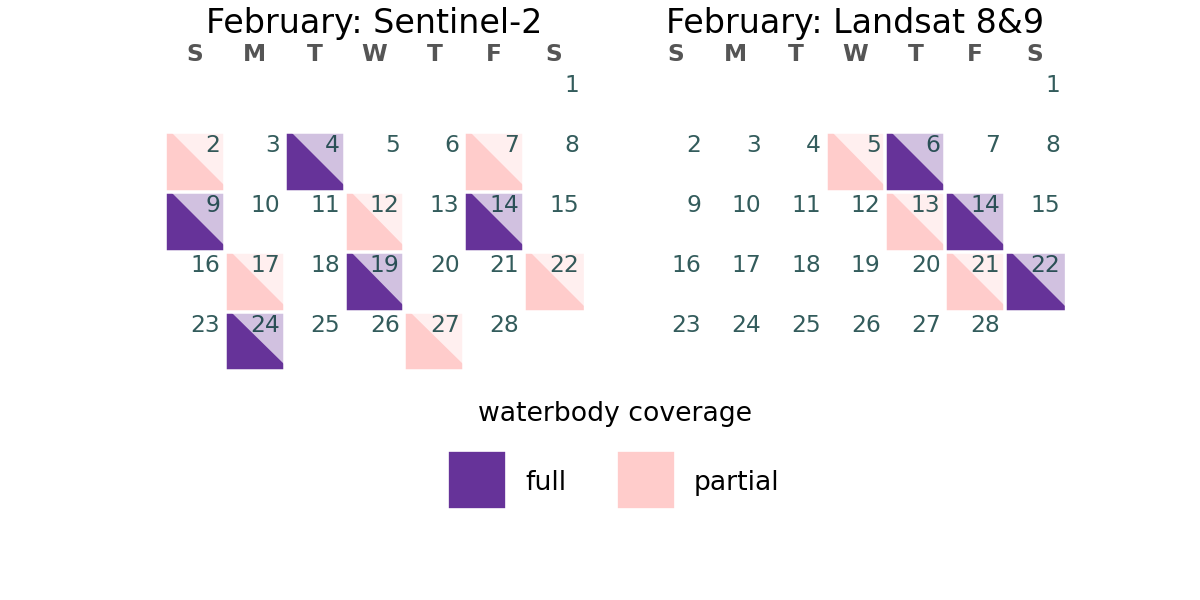 February: Sentinel-2
S M T W T F S
1
2 3 4 5 6 7 8
9 10 11 12 13 14 15
16 17 18 19 20 21 22
23 24 25 26 27 28
February: Landsat 8&9
S M T W T F S
1
2 3 4 5 6 7 8
9 10 11 12 13 14 15
16 17 18 19 20 21 22
23 24 25 26 27 28
waterbody coverage
full partial